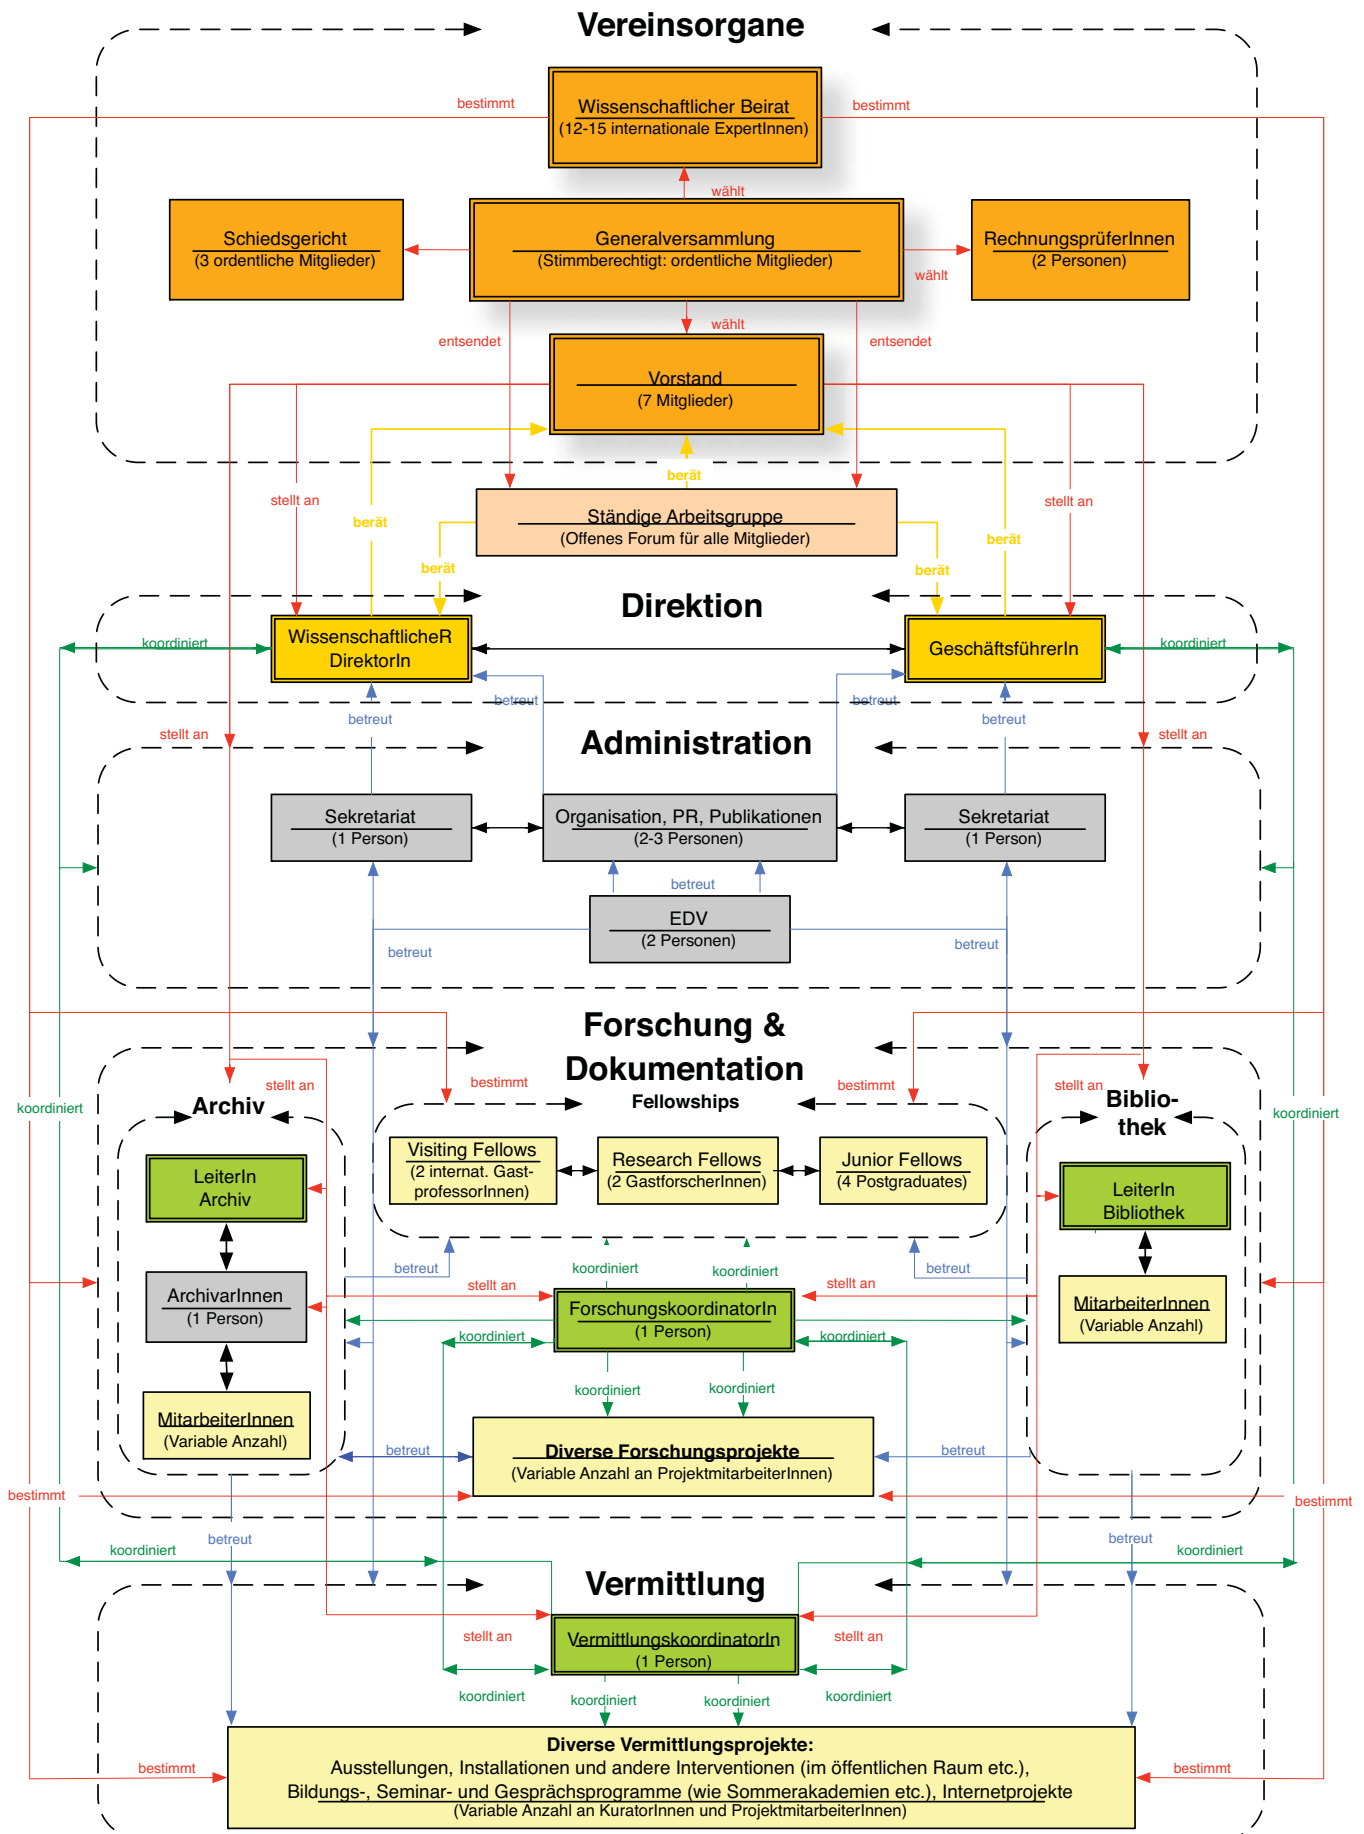 Vereinsorgane
bestimmt
Wissenschaftlicher Beirat
(12-15 internationale ExpertInnen)
bestimmt
wählt
Schiedsgericht
(3 ordentliche Mitglieder)
Generalversammlung
(Stimmberechtigt: ordentliche Mitglieder)
RechnungsprüferInnen
(2 Personen)
wählt
wählt
entsendet
entsendet
Vorstand
(7 Mitglieder)
berät
stellt an
stellt an
berät
berät
Ständige Arbeitsgruppe
(Offenes Forum für alle Mitglieder)
berät
berät
Direktion
koordiniert
WissenschaftlicheR
DirektorIn
GeschäftsführerIn
koordiniert
betreut
betreut
betreut
betreut
stellt an
Administration
stellt an
Sekretariat
(1 Person)
Organisation, PR, Publikationen
(2-3 Personen)
Sekretariat
(1 Person)
betreut
EDV
(2 Personen)
betreut
betreut
Forschung &
Dokumentation
stellt an
bestimmt
bestimmt
stellt an
koordiniert
Archiv
Fellowships
Biblio-
thek
koordiniert
Visiting Fellows
(2 internat. Gast-
professorInnen)
Research Fellows
(2 GastforscherInnen)
Junior Fellows
(4 Postgraduates)
LeiterIn
Archiv
LeiterIn
Bibliothek
betreut
koordiniert
koordiniert
betreut
stellt an
stellt an
ArchivarInnen
(1 Person)
ForschungskoordinatorIn
(1 Person)
MitarbeiterInnen
(Variable Anzahl)
koordiniert
koordiniert
koordiniert
koordiniert
MitarbeiterInnen
(Variable Anzahl)
betreut
Diverse Forschungsprojekte
(Variable Anzahl an ProjektmitarbeiterInnen)
betreut
bestimmt
bestimmt
betreut
betreut
koordiniert
koordiniert
Vermittlung
stellt an
VermittlungskoordinatorIn
(1 Person)
stellt an
koordiniert
koordiniert
koordiniert
koordiniert
bestimmt
Diverse Vermittlungsprojekte:
Ausstellungen, Installationen und andere Interventionen (im öffentlichen Raum etc.),
Bildungs-, Seminar- und Gesprächsprogramme (wie Sommerakademien etc.), Internetprojekte
(Variable Anzahl an KuratorInnen und ProjektmitarbeiterInnen)
bestimmt